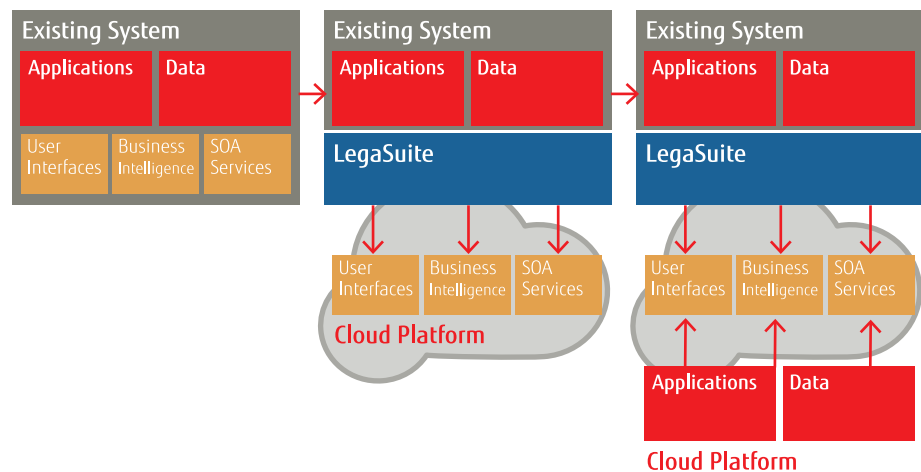 Existing System
Applications
Data
User
Interfaces
Business
Intelligence
SOA
Services
Existing System
Applications
Data
LegaSuite
User
Interfaces
Business
Intelligence
SOA
Services
Cloud Platform
Existing System
Applications
Data
LegaSuite
User
Interfaces
Business
Intelligence
SOA
Services
Applications
Data
Cloud Platform